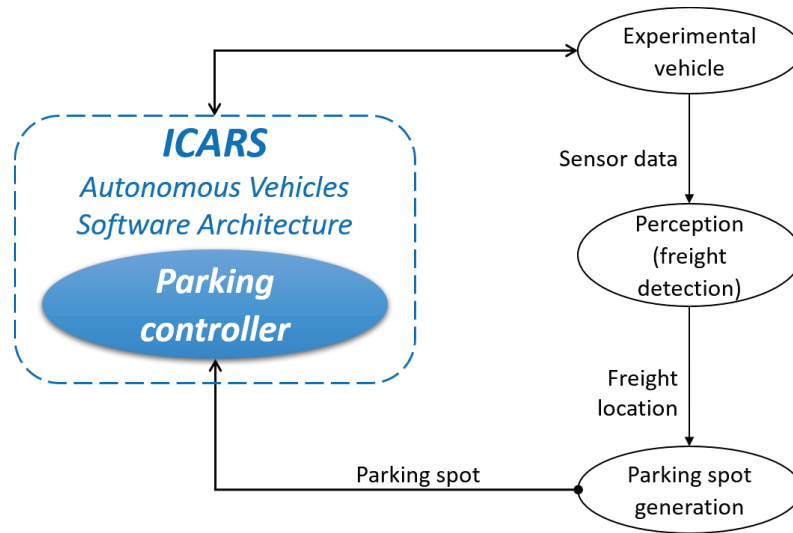 Experimental
vehicle
ICARS
Autonomous Vehicles
Software Architecture
Parking
controller
Sensor data
Perception
(freight
detection)
Freight
location
Parking spot
Parking spot
generation